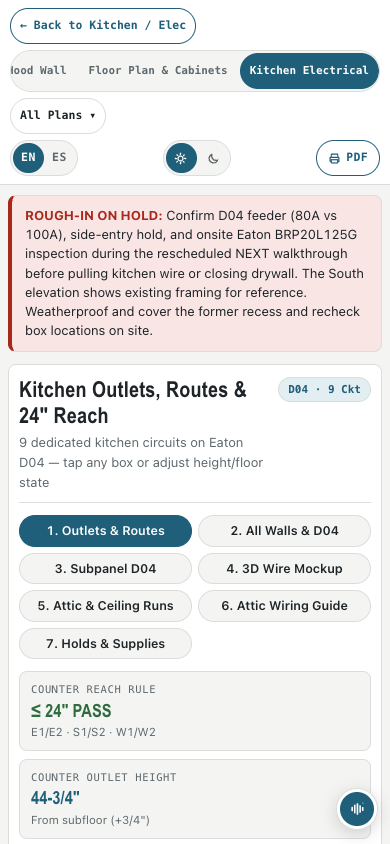 ← Back to Kitchen / Elec
Hood Wall Floor Plan & Cabinets Kitchen Electrical
All Plans ▾
EN ES PDF
ROUGH-IN ON HOLD: Confirm D04 feeder (80A vs
100A), side-entry hold, and onsite Eaton BRP20L125G
inspection during the rescheduled NEXT walkthrough
before pulling kitchen wire or closing drywall. The South
elevation shows existing framing for reference.
Weatherproof and cover the former recess and recheck
box locations on site.
Kitchen Outlets, Routes &
24" Reach
D04 · 9 Ckt
9 dedicated kitchen circuits on Eaton
D04 — tap any box or adjust height/floor
state
1. Outlets & Routes
2. All Walls & D04
3. Subpanel D04
4. 3D Wire Mockup
5. Attic & Ceiling Runs
6. Attic Wiring Guide
7. Holds & Supplies
COUNTER REACH RULE
≤ 24" PASS
E1/E2 · S1/S2 · W1/W2
COUNTER OUTLET HEIGHT
44-3/4"
From subfloor (+3/4")